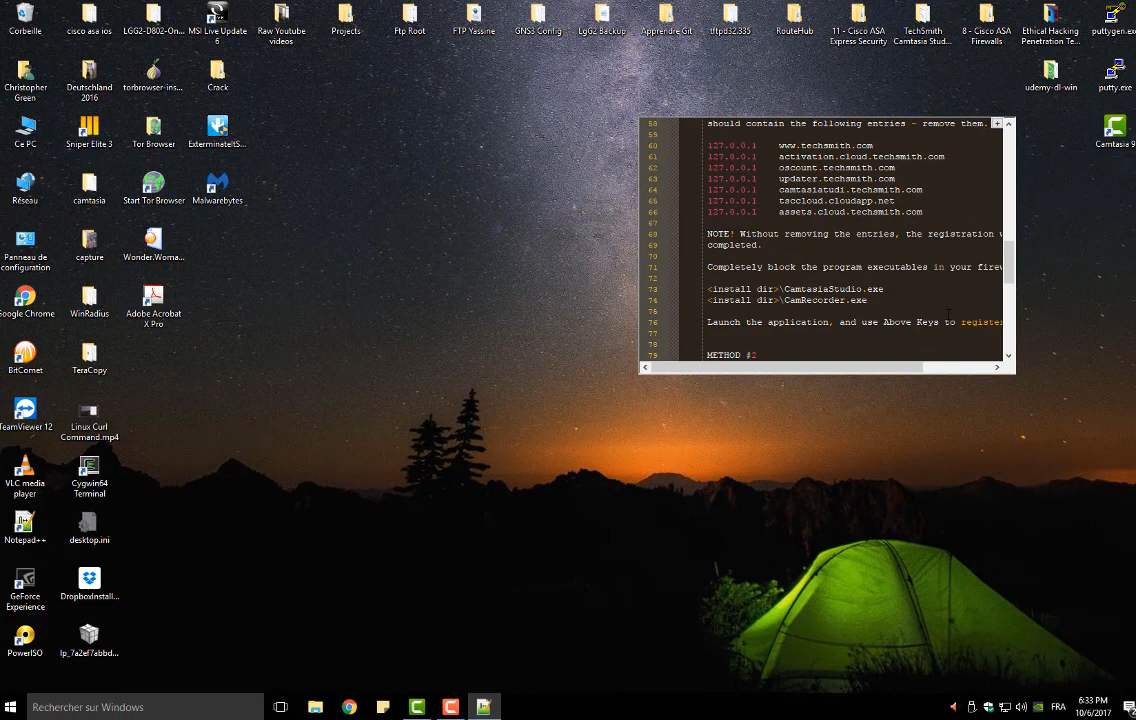 Corbeille
cisco asa ios
LGG2-D802-On...
MSI Live Update
6
Raw Youtube
videos
Projects
Ftp Root
FTP Yassine
GNS3 Config
LgG2 Backup
Apprendre Git
tftpd32.335
RouteHub
11 - Cisco ASA
Express Security
TechSmith
Camtasia Stud...
8 - Cisco ASA
Firewalls
Ethical Hacking
Penetration Te...
puttygen.exe
Christopher
Green
Deutschland
2016
torbrowser-ins...
Crack
udemy-dl-win
putty.exe
Ce PC
Sniper Elite 3
Tor Browser
ExterminateItS...
Camtasia 9
Réseau
camtasia
Start Tor Browser
Malwarebytes
Panneau de
configuration
capture
Wonder.Woma...
Google Chrome
WinRadius
Adobe Acrobat
X Pro
BitComet
TeraCopy
TeamViewer 12
Linux Curl
Command.mp4
VLC media
player
Cygwin64
Terminal
Notepad++
desktop.ini
GeForce
Experience
DropboxInstall...
PowerISO
lp_7a2ef7abbd...
58 should contain the following entries - remove them.
59
60 127.0.0.1 www.techsmith.com
61 127.0.0.1 activation.cloud.techsmith.com
62 127.0.0.1 oscount.techsmith.com
63 127.0.0.1 updater.techsmith.com
64 127.0.0.1 camtasiatudi.techsmith.com
65 127.0.0.1 tsccloud.cloudapp.net
66 127.0.0.1 assets.cloud.techsmith.com
67
68 NOTE! Without removing the entries, the registration w
69 completed.
70
71 Completely block the program executables in your firew
72
73 <install dir>\CamtasiaStudio.exe
74 <install dir>\CamRecorder.exe
75
76 Launch the application, and use Above Keys to register
77
78
79 METHOD #2
Rechercher sur Windows
FRA
6:33 PM
10/6/2017